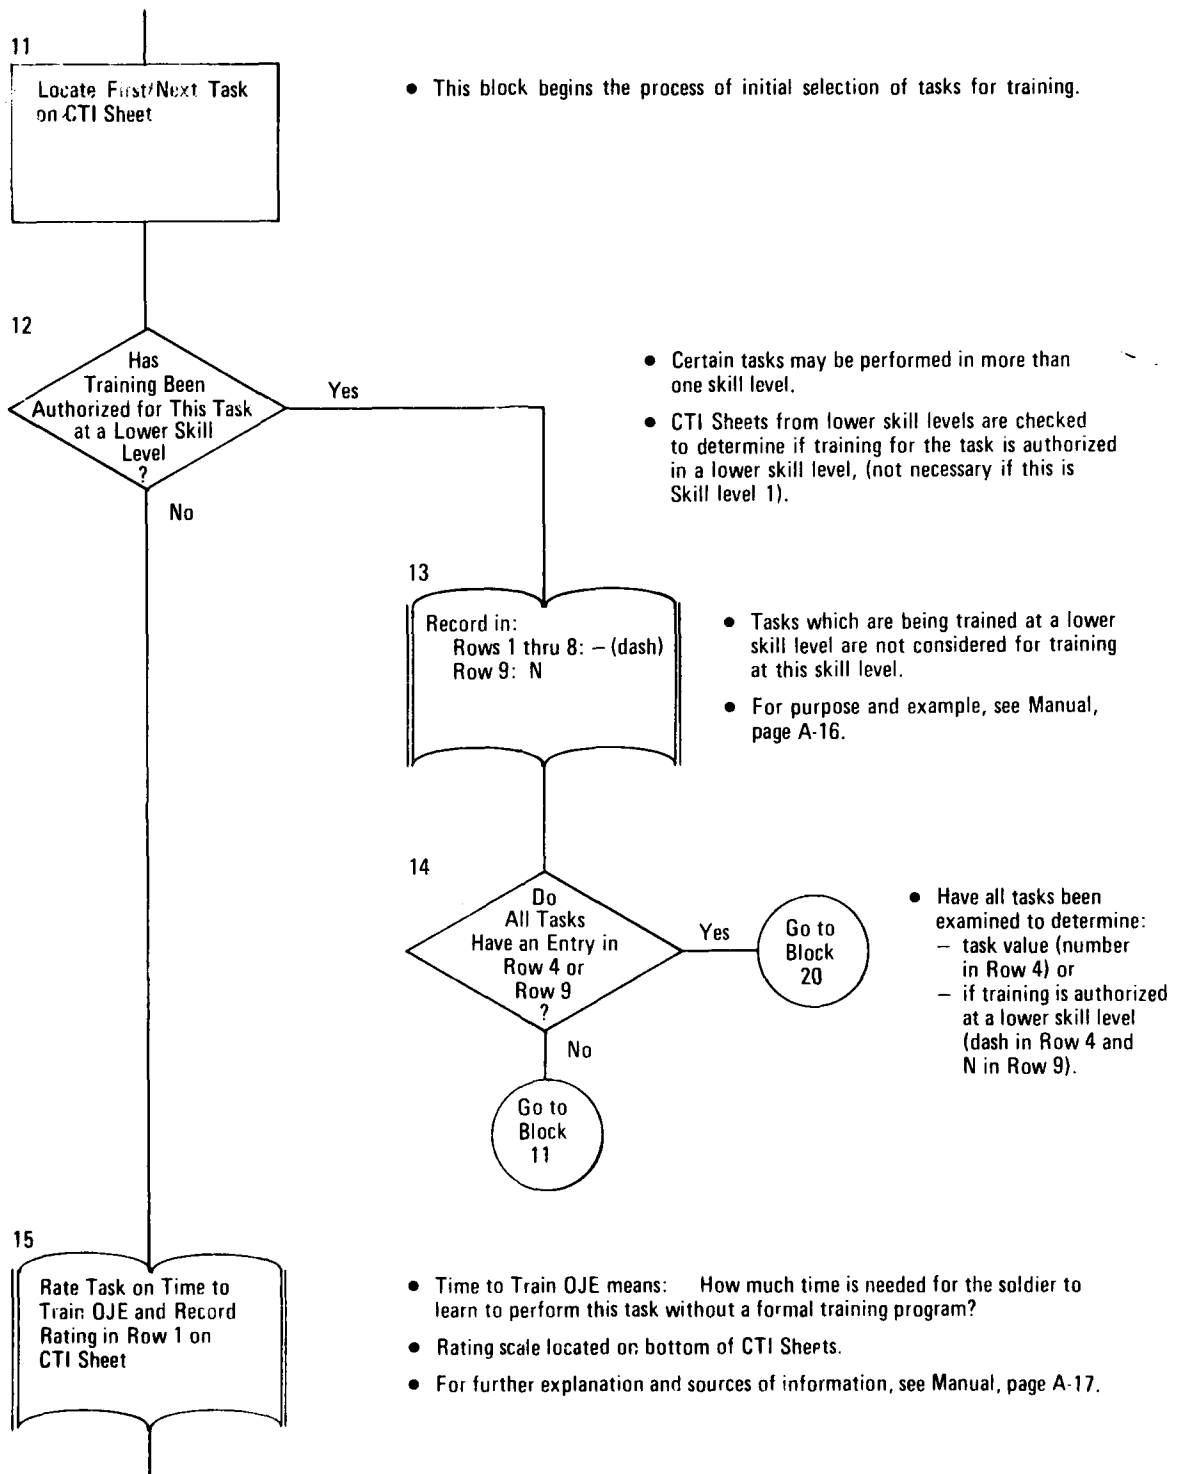 11
Locate First/Next Task
on CTI Sheet
• This block begins the process of initial selection of tasks for training.
12
Has
Training Been
Authorized for This Task
at a Lower Skill
Level
?
Yes
No
• Certain tasks may be performed in more than
one skill level.
• CTI Sheets from lower skill levels are checked
to determine if training for the task is authorized
in a lower skill level, (not necessary if this is
Skill level 1).
13
Record in:
Rows 1 thru 8: – (dash)
Row 9: N
• Tasks which are being trained at a lower
skill level are not considered for training
at this skill level.
• For purpose and example, see Manual,
page A-16.
14
Do
All Tasks
Have an Entry in
Row 4 or
Row 9
?
Yes
Go to
Block
20
No
Go to
Block
11
• Have all tasks been
examined to determine:
– task value (number
in Row 4) or
– if training is authorized
at a lower skill level
(dash in Row 4 and
N in Row 9).
15
Rate Task on Time to
Train OJE and Record
Rating in Row 1 on
CTI Sheet
• Time to Train OJE means: How much time is needed for the soldier to
learn to perform this task without a formal training program?
• Rating scale located on bottom of CTI Sheets.
• For further explanation and sources of information, see Manual, page A-17.